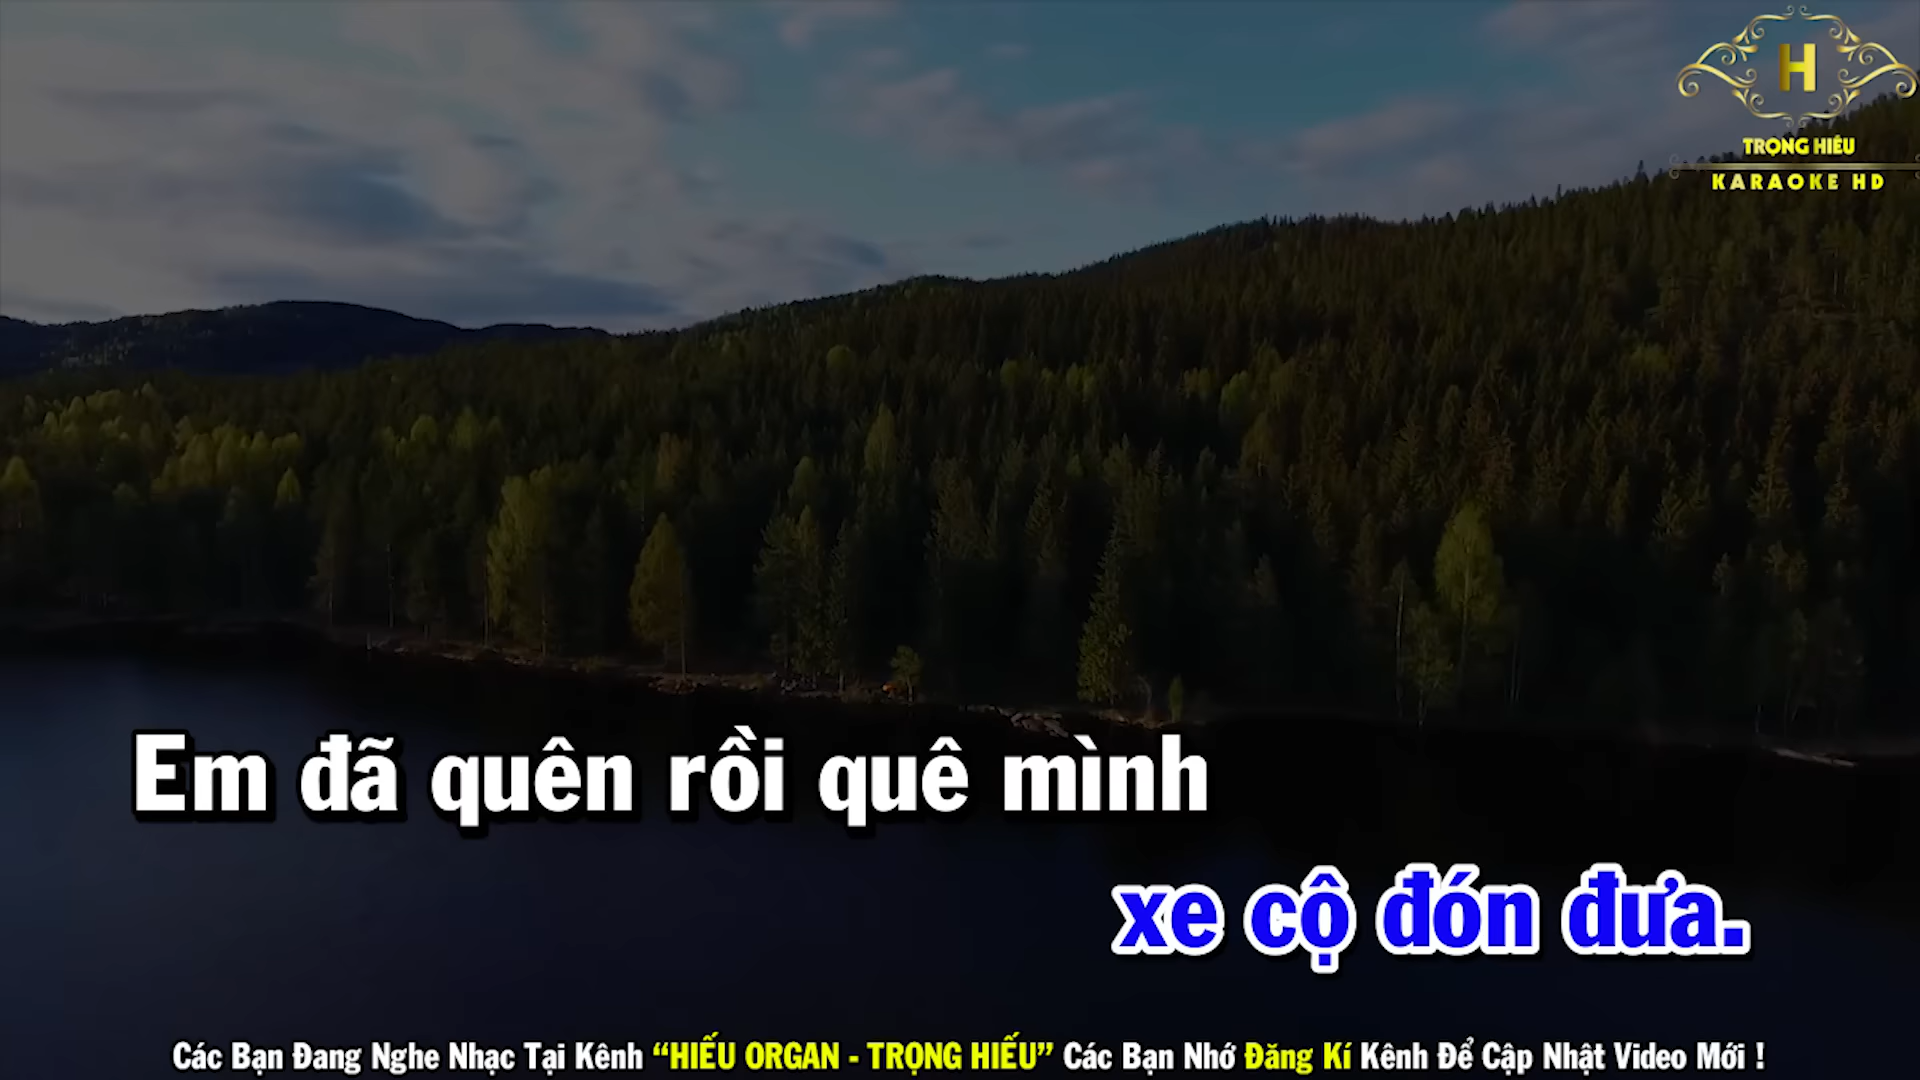 H
TRỌNG HIẾU
KARAOKE HD
Em đã quên rồi quê mình
xe cộ đón đưa.
Các Bạn Đang Nghe Nhạc Tại Kênh “HIẾU ORGAN - TRỌNG HIẾU” Các Bạn Nhớ Đăng Kí Kênh Để Cập Nhật Video Mới !